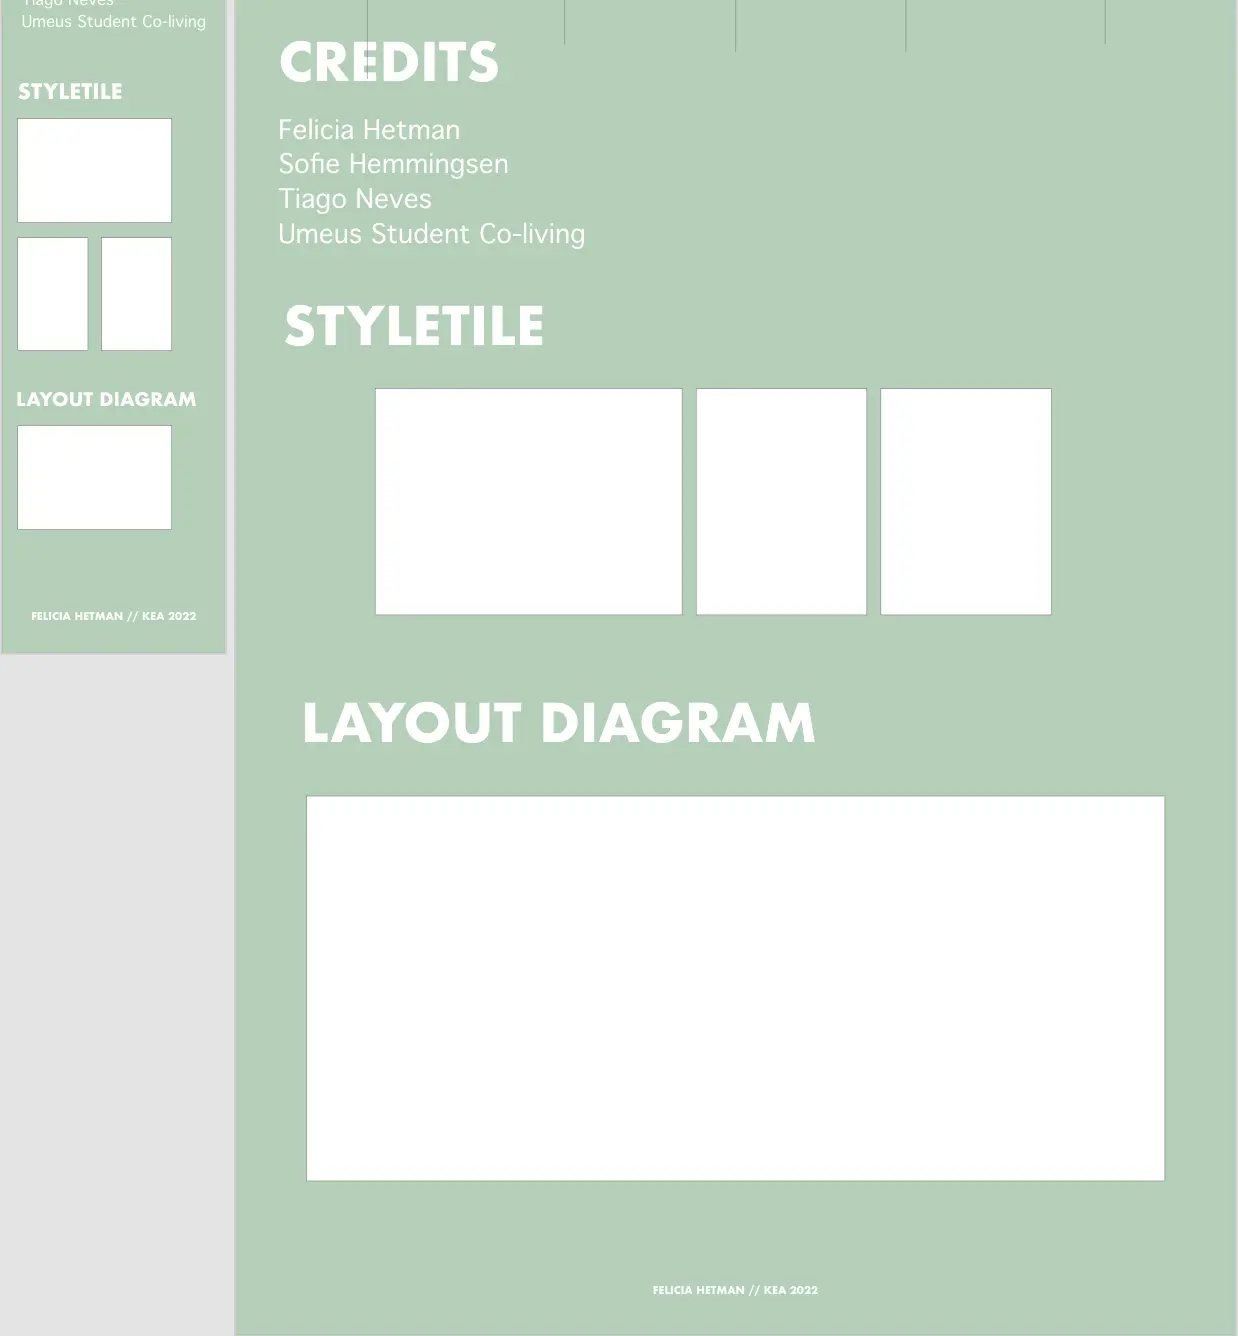 Tiago Neves
Umeus Student Co-living
STYLETILE
LAYOUT DIAGRAM
FELICIA HETMAN // KEA 2022
CREDITS
Felicia Hetman
Sofie Hemmingsen
Tiago Neves
Umeus Student Co-living
STYLETILE
LAYOUT DIAGRAM
FELICIA HETMAN // KEA 2022